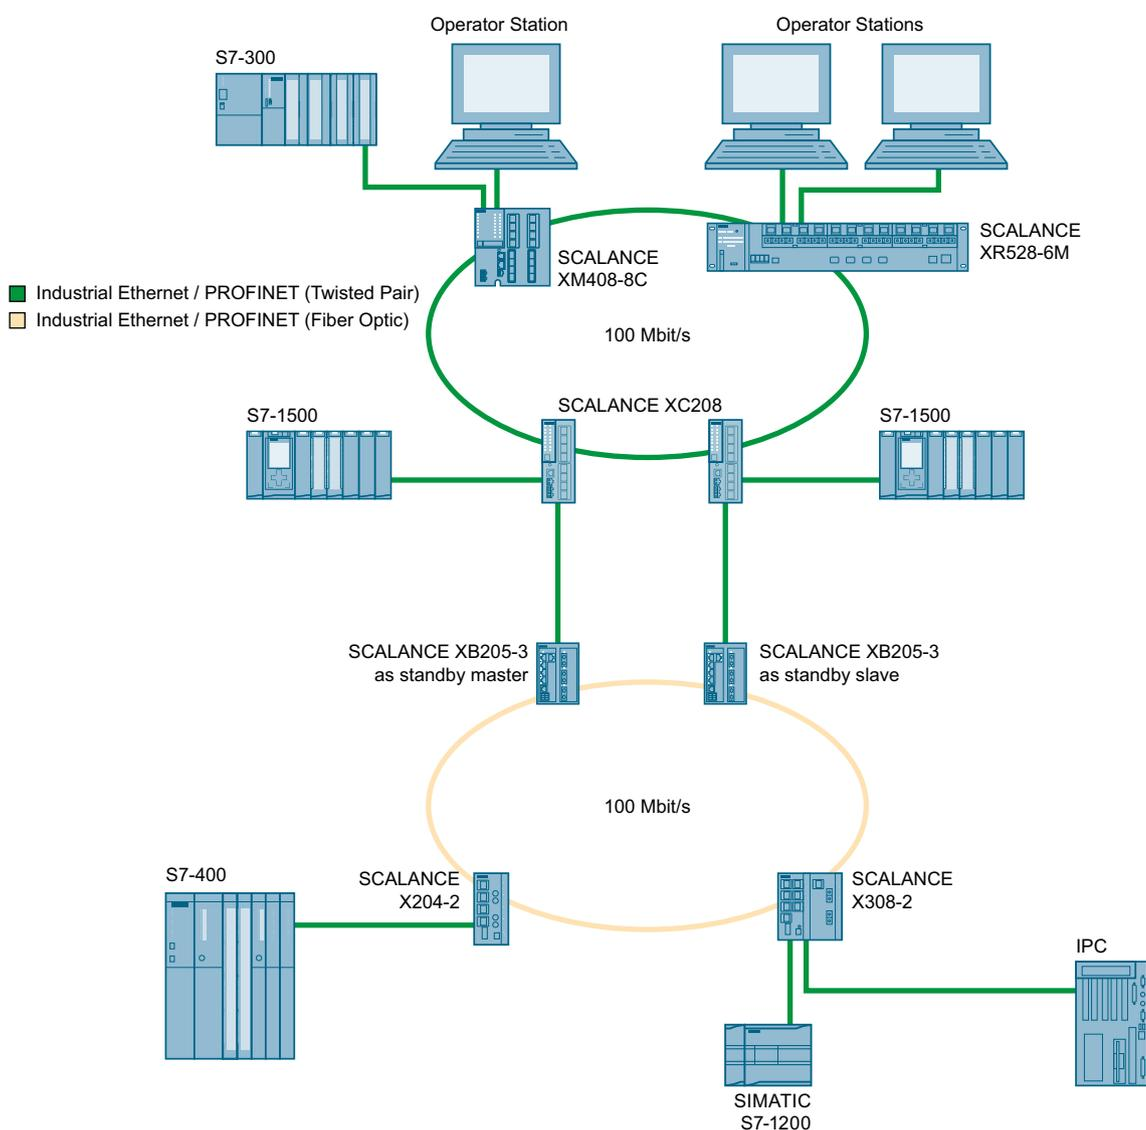 Operator Station
Operator Stations
S7-300
SCALANCE
XR528-6M
SCALANCE
XM408-8C
Industrial Ethernet / PROFINET (Twisted Pair)
Industrial Ethernet / PROFINET (Fiber Optic)
100 Mbit/s
SCALANCE XC208
S7-1500
S7-1500
SCALANCE XB205-3
as standby master
SCALANCE XB205-3
as standby slave
100 Mbit/s
S7-400
SCALANCE
X204-2
SCALANCE
X308-2
IPC
SIMATIC
S7-1200